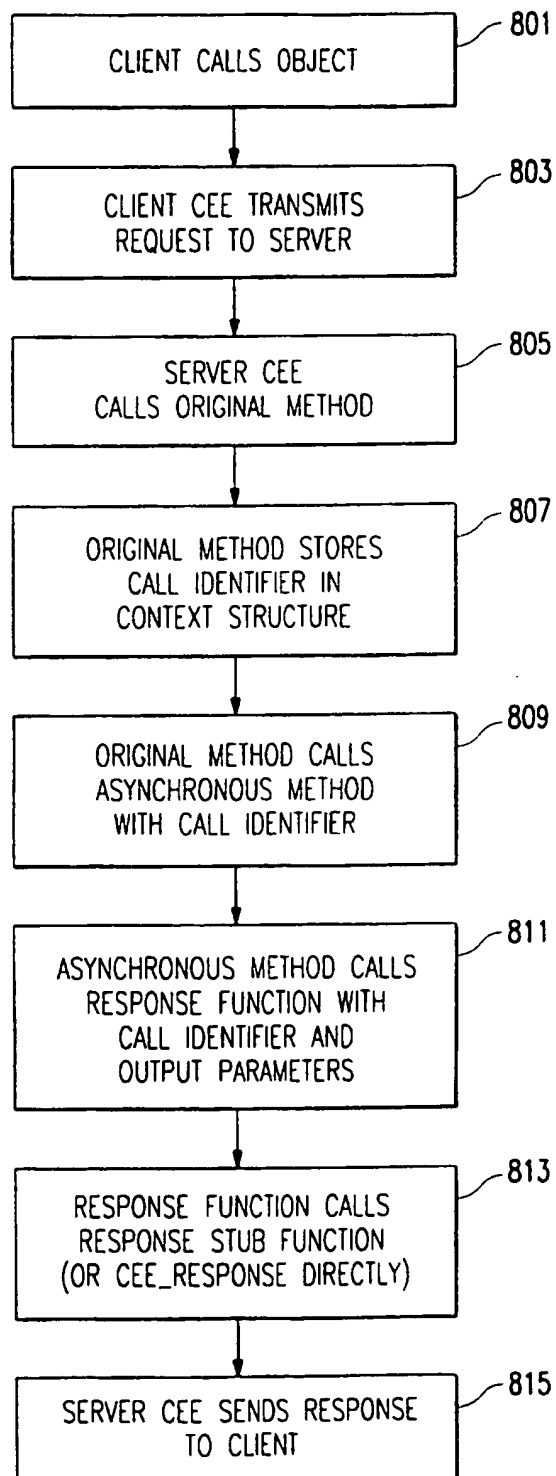 801
CLIENT CALLS OBJECT
803
CLIENT CEE TRANSMITS
REQUEST TO SERVER
805
SERVER CEE
CALLS ORIGINAL METHOD
807
ORIGINAL METHOD STORES
CALL IDENTIFIER IN
CONTEXT STRUCTURE
809
ORIGINAL METHOD CALLS
ASYNCHRONOUS METHOD
WITH CALL IDENTIFIER
811
ASYNCHRONOUS METHOD CALLS
RESPONSE FUNCTION WITH
CALL IDENTIFIER AND
OUTPUT PARAMETERS
813
RESPONSE FUNCTION CALLS
RESPONSE STUB FUNCTION
(OR CEE_RESPONSE DIRECTLY)
815
SERVER CEE SENDS RESPONSE
TO CLIENT